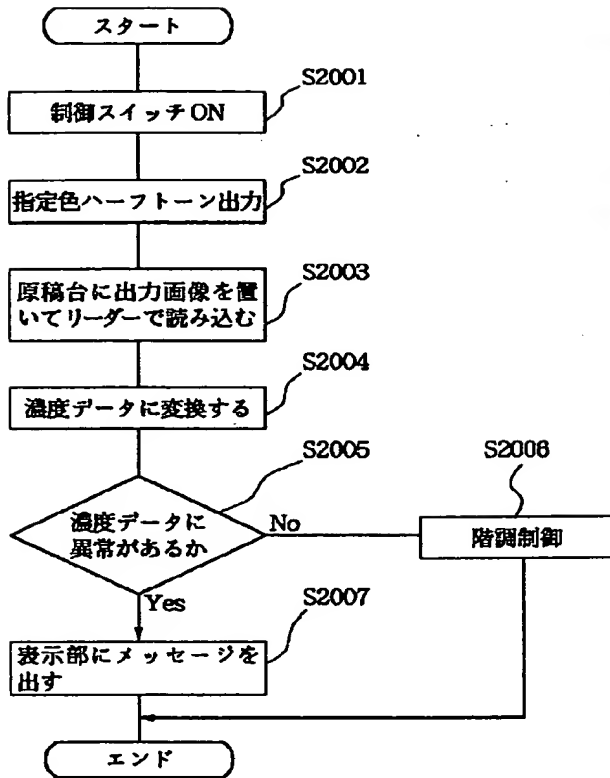 スタート
S2001
制御スイッチON
S2002
指定色ハーフトーン出力
S2003
原稿台に出力画像を置
いてリーダーで読み込む
S2004
濃度データに変換する
S2005
S2006
濃度データに
異常があるか
No
階調制御
Yes
S2007
表示部にメッセージを
出す
エンド